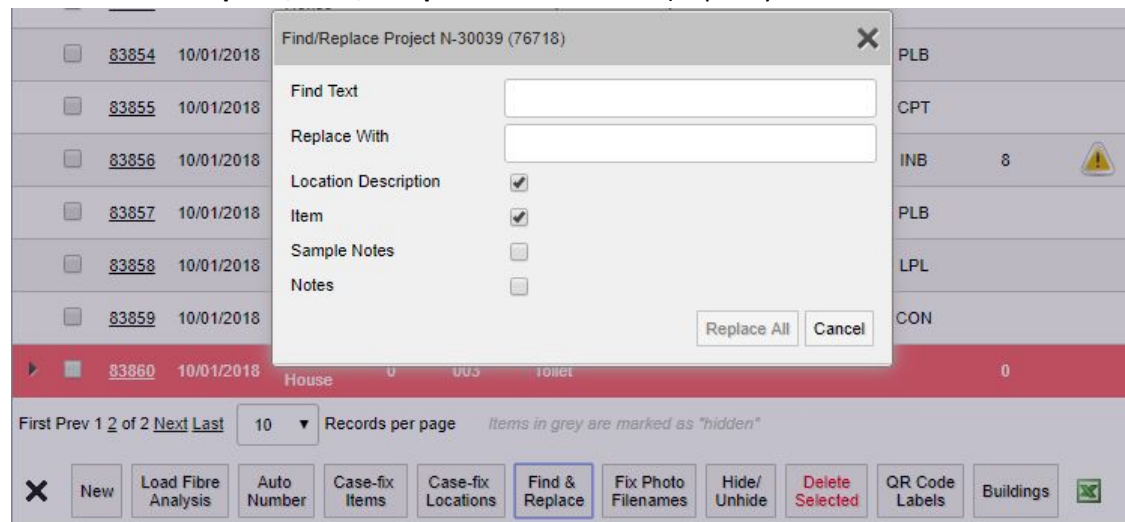 Find/Replace Project N-30039 (76718)
83854 10/01/2018 PLB
Find Text
83855 10/01/2018 CPT
Replace With
83856 10/01/2018 INB 8
Location Description
83857 10/01/2018 Item PLB
Sample Notes
83858 10/01/2018 LPL
Notes
83859 10/01/2018 Replace All Cancel CON
83860 10/01/2018 House 0 003 Toilet 0
First Prev 1 2 of 2 Next Last 10 Records per page Items in grey are marked as "hidden"
New Load Fibre Analysis Auto Number Case-fix Items Case-fix Locations Find & Replace Fix Photo Filenames Hide/ Unhide Delete Selected QR Code Labels Buildings